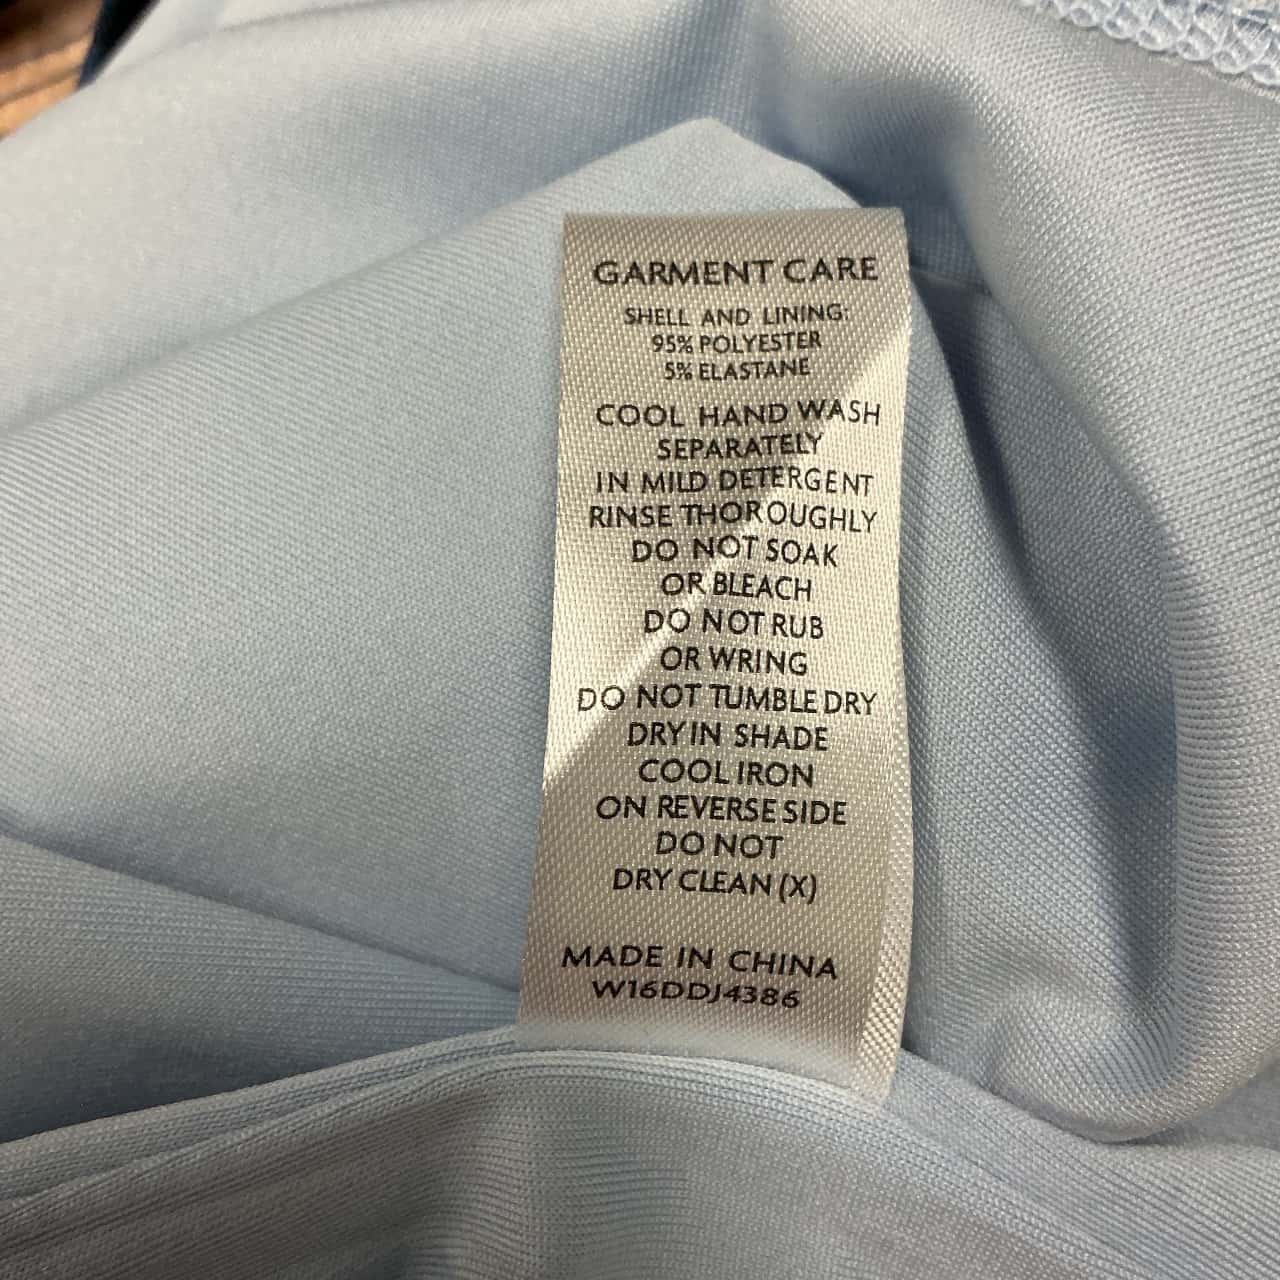 GARMENT CARE
SHELL AND LINING:
95% POLYESTER
5% ELASTANE
COOL HAND WASH
SEPARATELY
IN MILD DETERGENT
RINSE THOROUGHLY
DO NOT SOAK
OR BLEACH
DO NOT RUB
OR WRING
DO NOT TUMBLE DRY
DRY IN SHADE
COOL IRON
ON REVERSE SIDE
DO NOT
DRY CLEAN (X)
MADE IN CHINA
W16DDJ4386